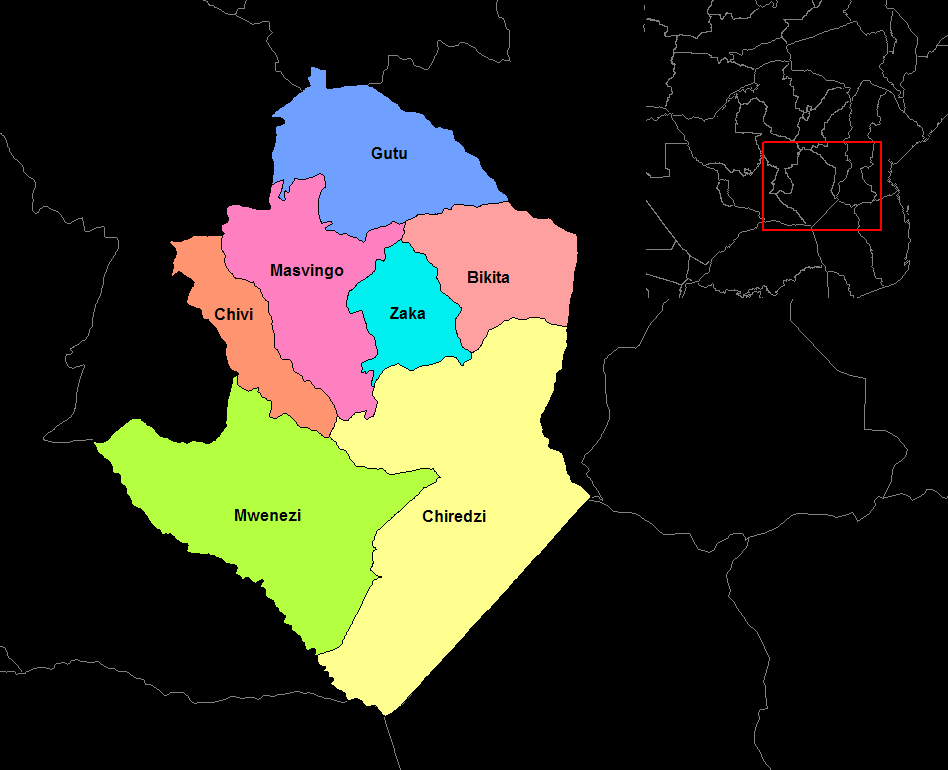 Gutu
Masvingo
Bikita
Chivi
Zaka
Mwenezi
Chiredzi